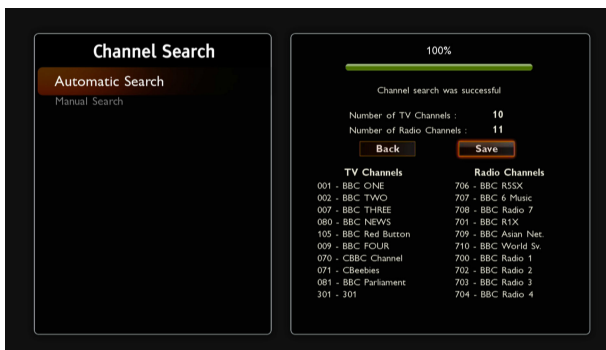 Channel Search
Automatic Search
Manual Search
100%
Channel search was successful
Number of TV Channels : 10
Number of Radio Channels : 11
Back Save
TV Channels
001 - BBC ONE
002 - BBC TWO
007 - BBC THREE
080 - BBC NEWS
105 - BBC Red Button
009 - BBC FOUR
070 - CBBC Channel
071 - CBeebies
081 - BBC Parliament
301 - 301
Radio Channels
706 - BBC R5SX
707 - BBC 6 Music
708 - BBC Radio 7
701 - BBC R1X
709 - BBC Asian Net.
710 - BBC World Sv.
700 - BBC Radio 1
702 - BBC Radio 2
703 - BBC Radio 3
704 - BBC Radio 4